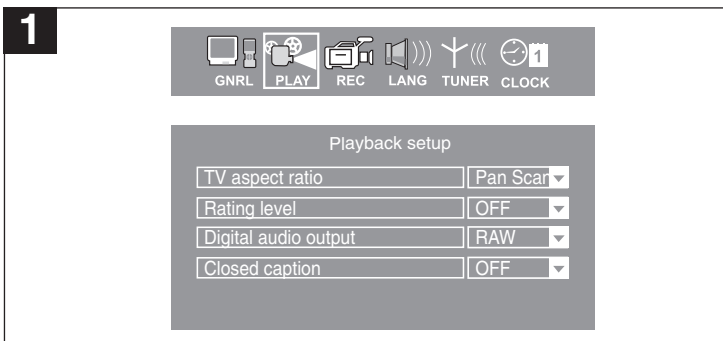 1
GNRL PLAY REC LANG TUNER CLOCK
1
Playback setup
TV aspect ratio Pan Scan
Rating level OFF
Digital audio output RAW
Closed caption OFF